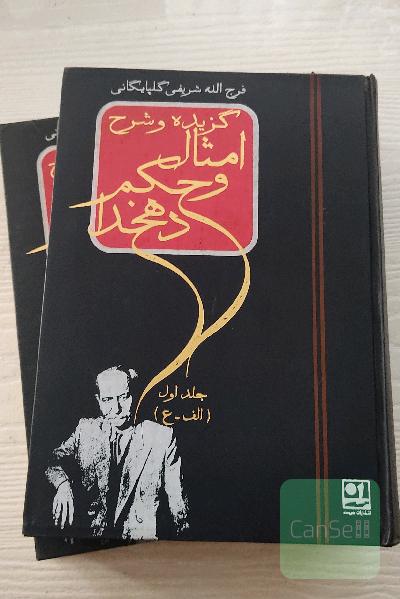 فرج الله شریفی گلپایگانی
گزیده و شرح
امثال
و حکم
دهخدا
جلد اول
(الف - ع)
CanSell